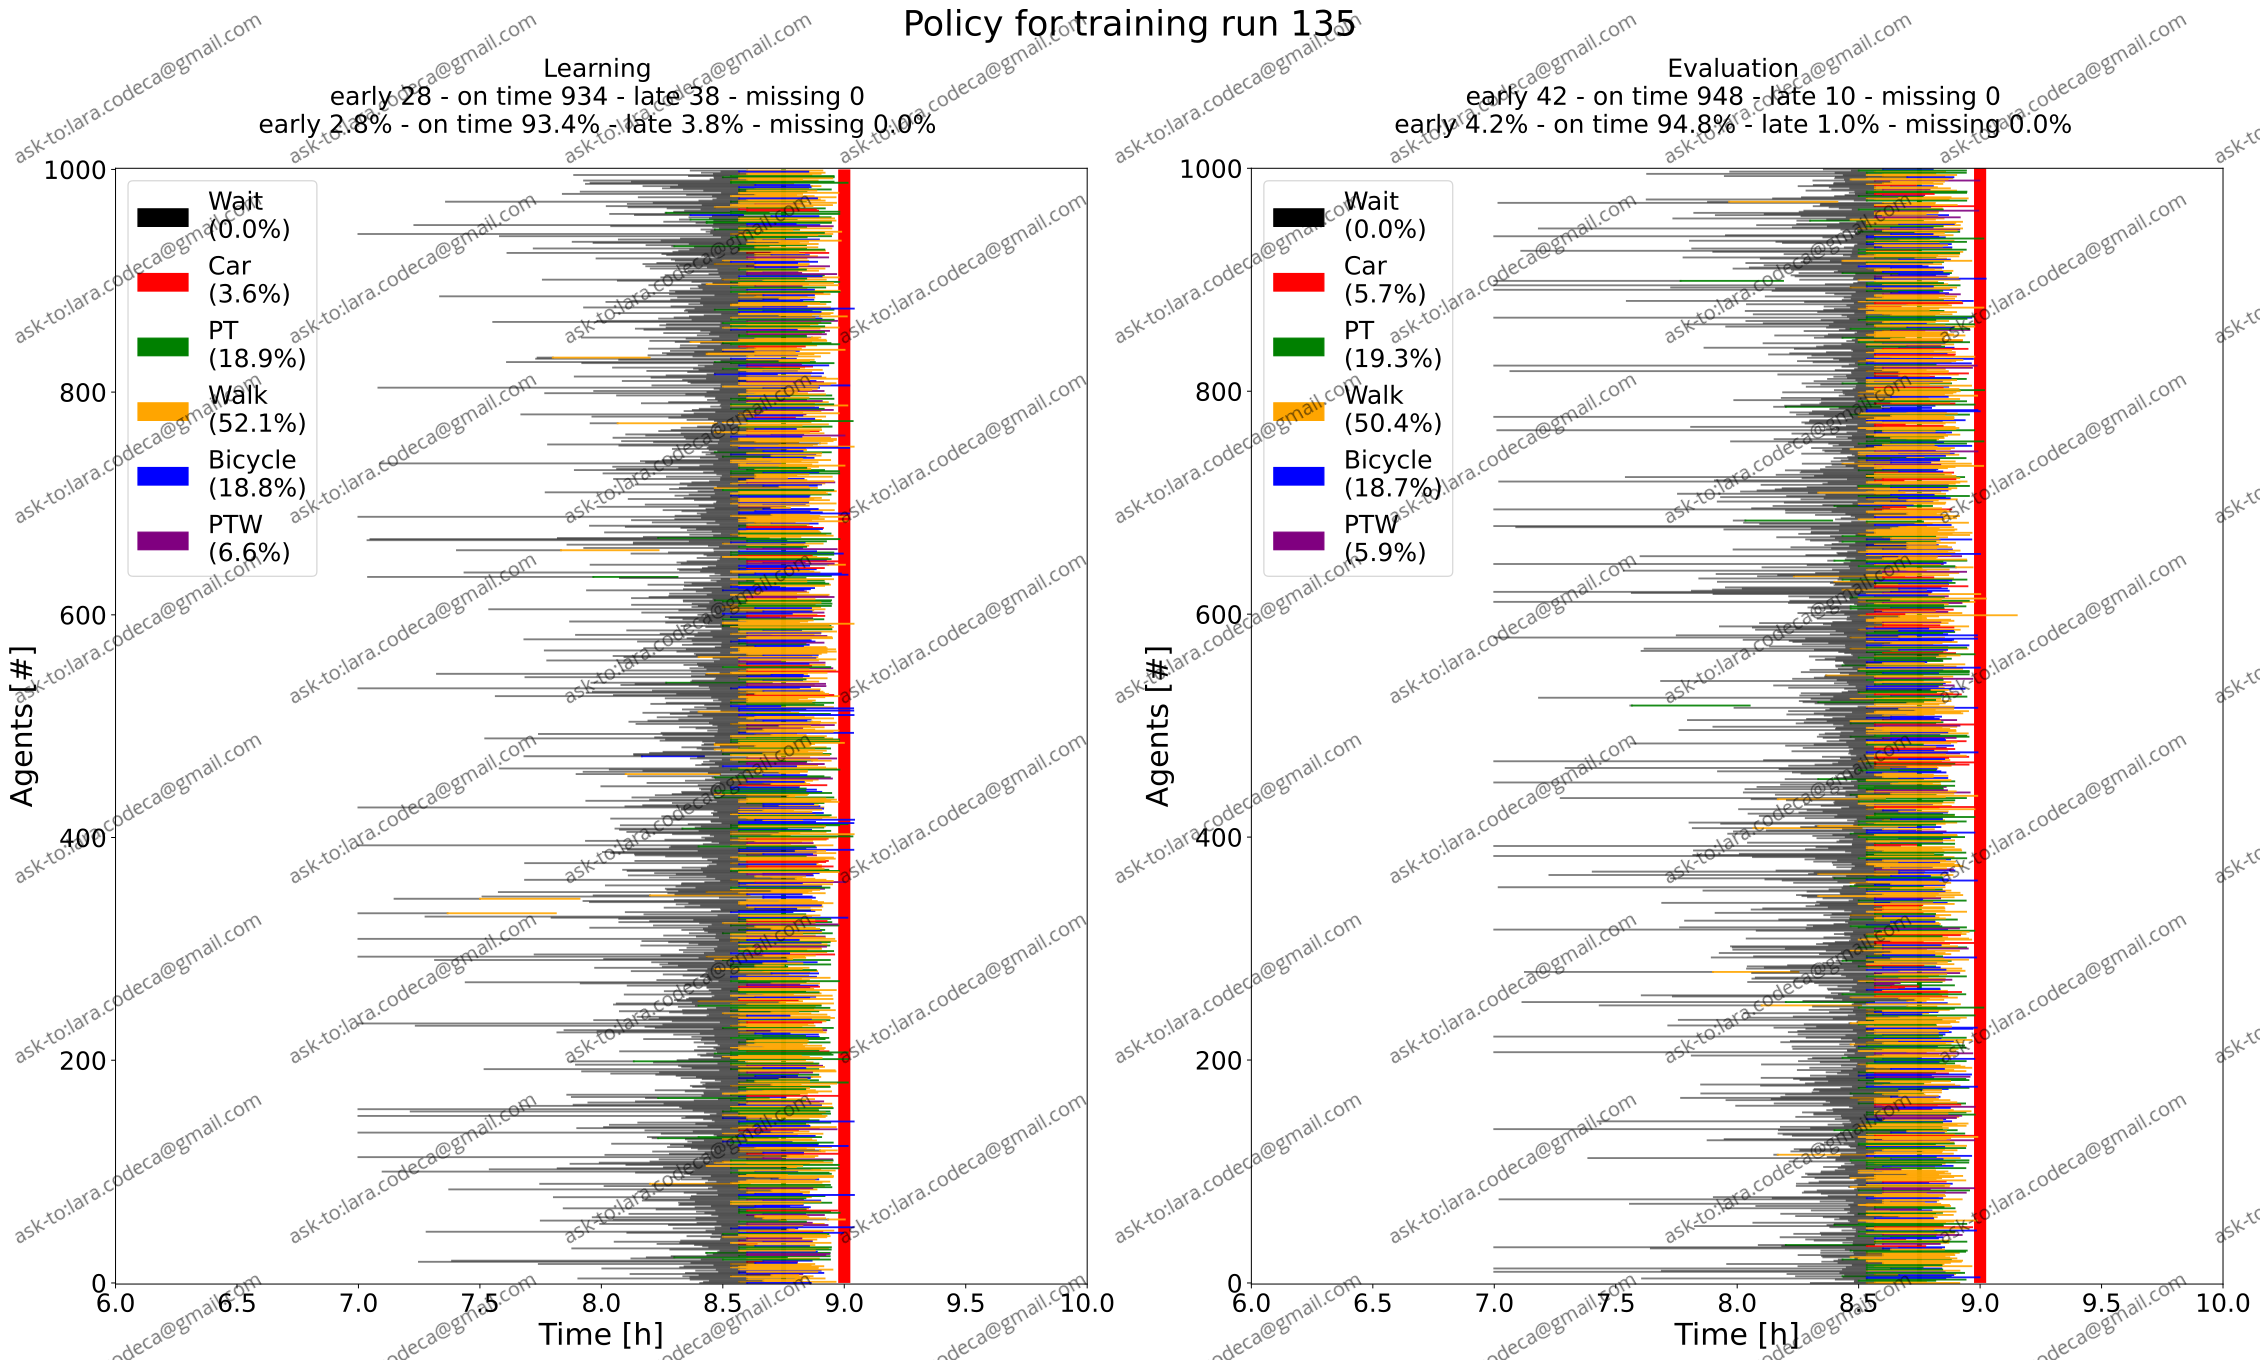 Policy for training run 135
Learning
early 28 - on time 934 - late 38 - missing 0
early 2.8% - on time 93.4% - late 3.8% - missing 0.0%
Agents [#]
1000
800
600
400
200
0
Wait
(0.0%)
Car
(3.6%)
PT
(18.9%)
Walk
(52.1%)
Bicycle
(18.8%)
PTW
(6.6%)
6.0 6.5 7.0 7.5 8.0 8.5 9.0 9.5 10.0
Time [h]
Evaluation
early 42 - on time 948 - late 10 - missing 0
early 4.2% - on time 94.8% - late 1.0% - missing 0.0%
Agents [#]
1000
800
600
400
200
0
Wait
(0.0%)
Car
(5.7%)
PT
(19.3%)
Walk
(50.4%)
Bicycle
(18.7%)
PTW
(5.9%)
6.0 6.5 7.0 7.5 8.0 8.5 9.0 9.5 10.0
Time [h]
ask-to:lara.codeca@gmail.com